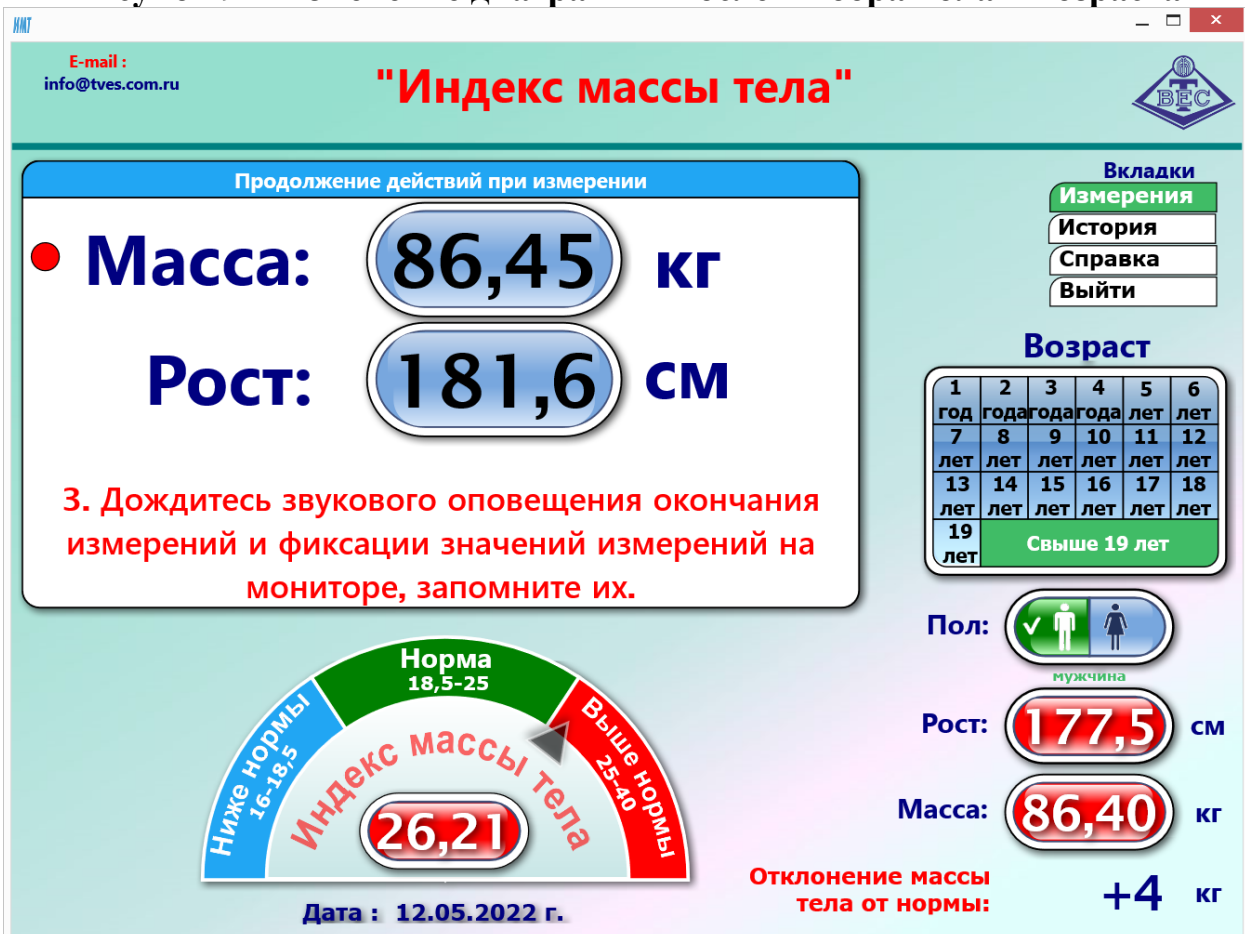 ИМТ
E-mail :
info@tves.com.ru
"Индекс массы тела"
ТВЕС
Продолжение действий при измерении
Масса: 86,45 кг
Рост: 181,6 см
3. Дождитесь звукового оповещения окончания
измерений и фиксации значений измерений на
мониторе, запомните их.
Вкладки
Измерения
История
Справка
Выйти
Возраст
1 год 2 года 3 года 4 года 5 лет 6 лет
7 лет 8 лет 9 лет 10 лет 11 лет 12 лет
13 лет 14 лет 15 лет 16 лет 17 лет 18 лет
19 лет Свыше 19 лет
Пол:
мужчина
Рост: 177,5 см
Масса: 86,40 кг
Отклонение массы
тела от нормы: +4 кг
Ниже нормы
16-18,5
Норма
18,5-25
Выше нормы
25-40
Индекс массы тела
26,21
Дата : 12.05.2022 г.